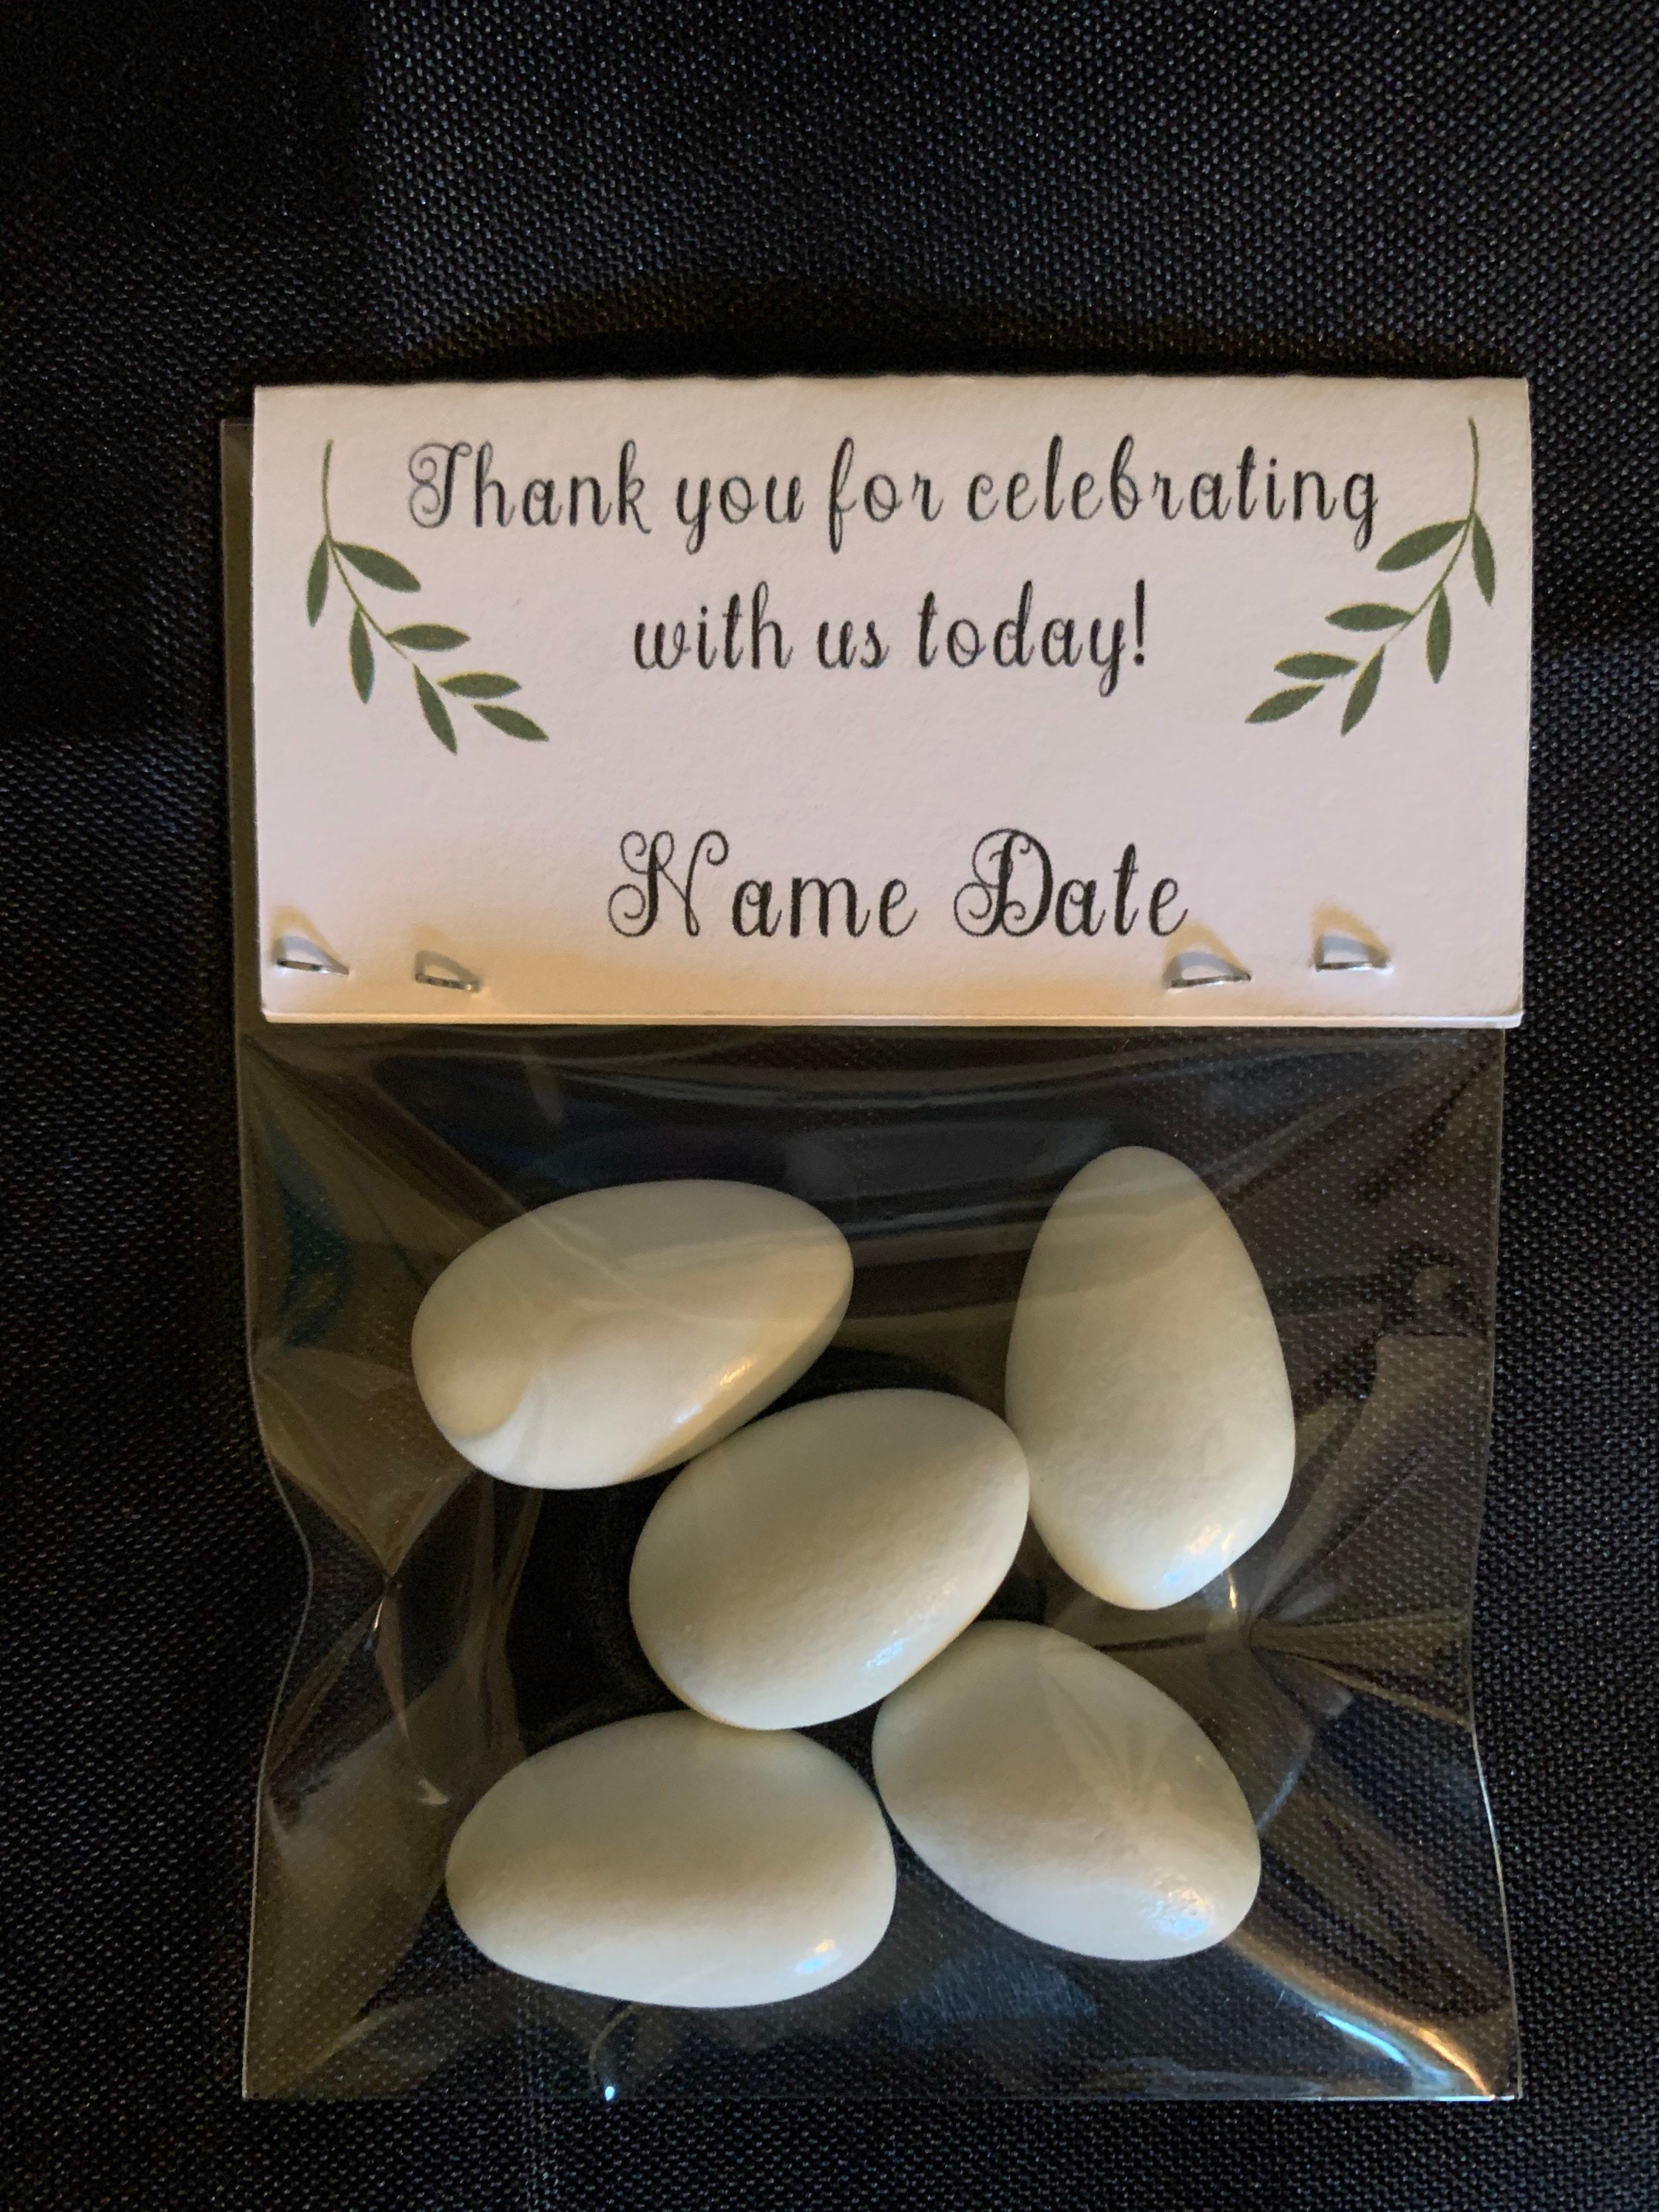 Thank you for celebrating
with us today!
Name Date